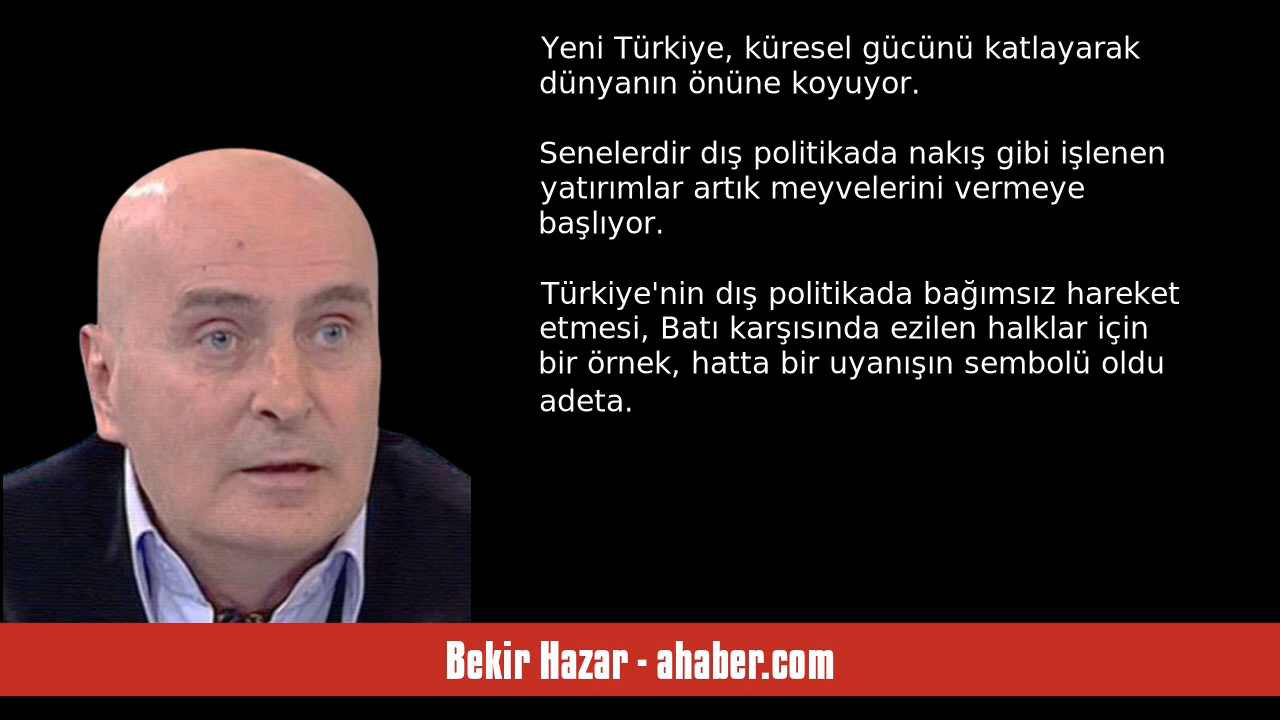 Yeni Türkiye, küresel gücünü katlayarak
dünyanın önüne koyuyor.
Senelerdir dış politikada nakış gibi işlenen
yatırımlar artık meyvelerini vermeye
başlıyor.
Türkiye'nin dış politikada bağımsız hareket
etmesi, Batı karşısında ezilen halklar için
bir örnek, hatta bir uyanışın sembolü oldu
adeta.
Bekir Hazar - ahaber.com